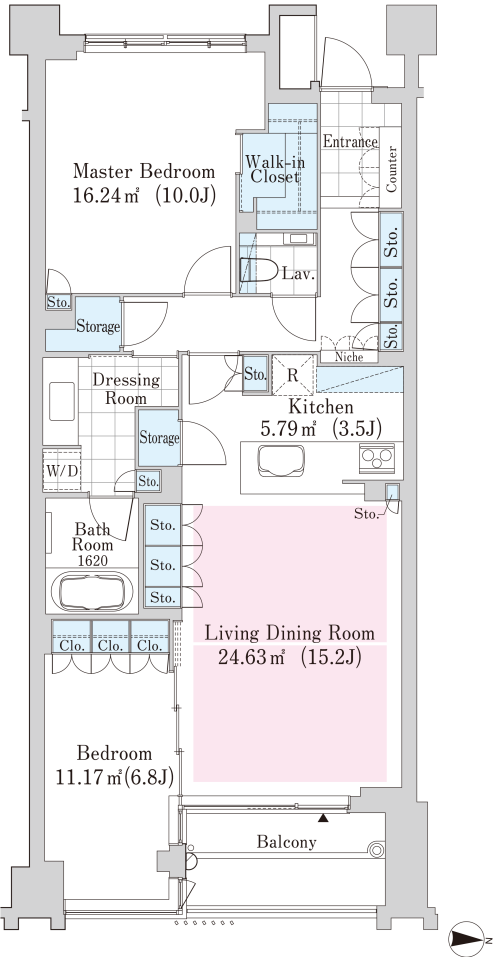 Master Bedroom
16.24㎡ (10.0J)
Walk-in
Closet
Entrance
Counter
Lav.
Sto.
Sto.
Sto.
Sto.
Storage
Niche
Dressing
Room
Sto.
R
Kitchen
5.79㎡ (3.5J)
Storage
W/D
Sto.
Sto.
Bath
Room
1620
Sto.
Sto.
Sto.
Clo.
Clo.
Clo.
Living Dining Room
24.63㎡ (15.2J)
Bedroom
11.17㎡(6.8J)
Balcony
N